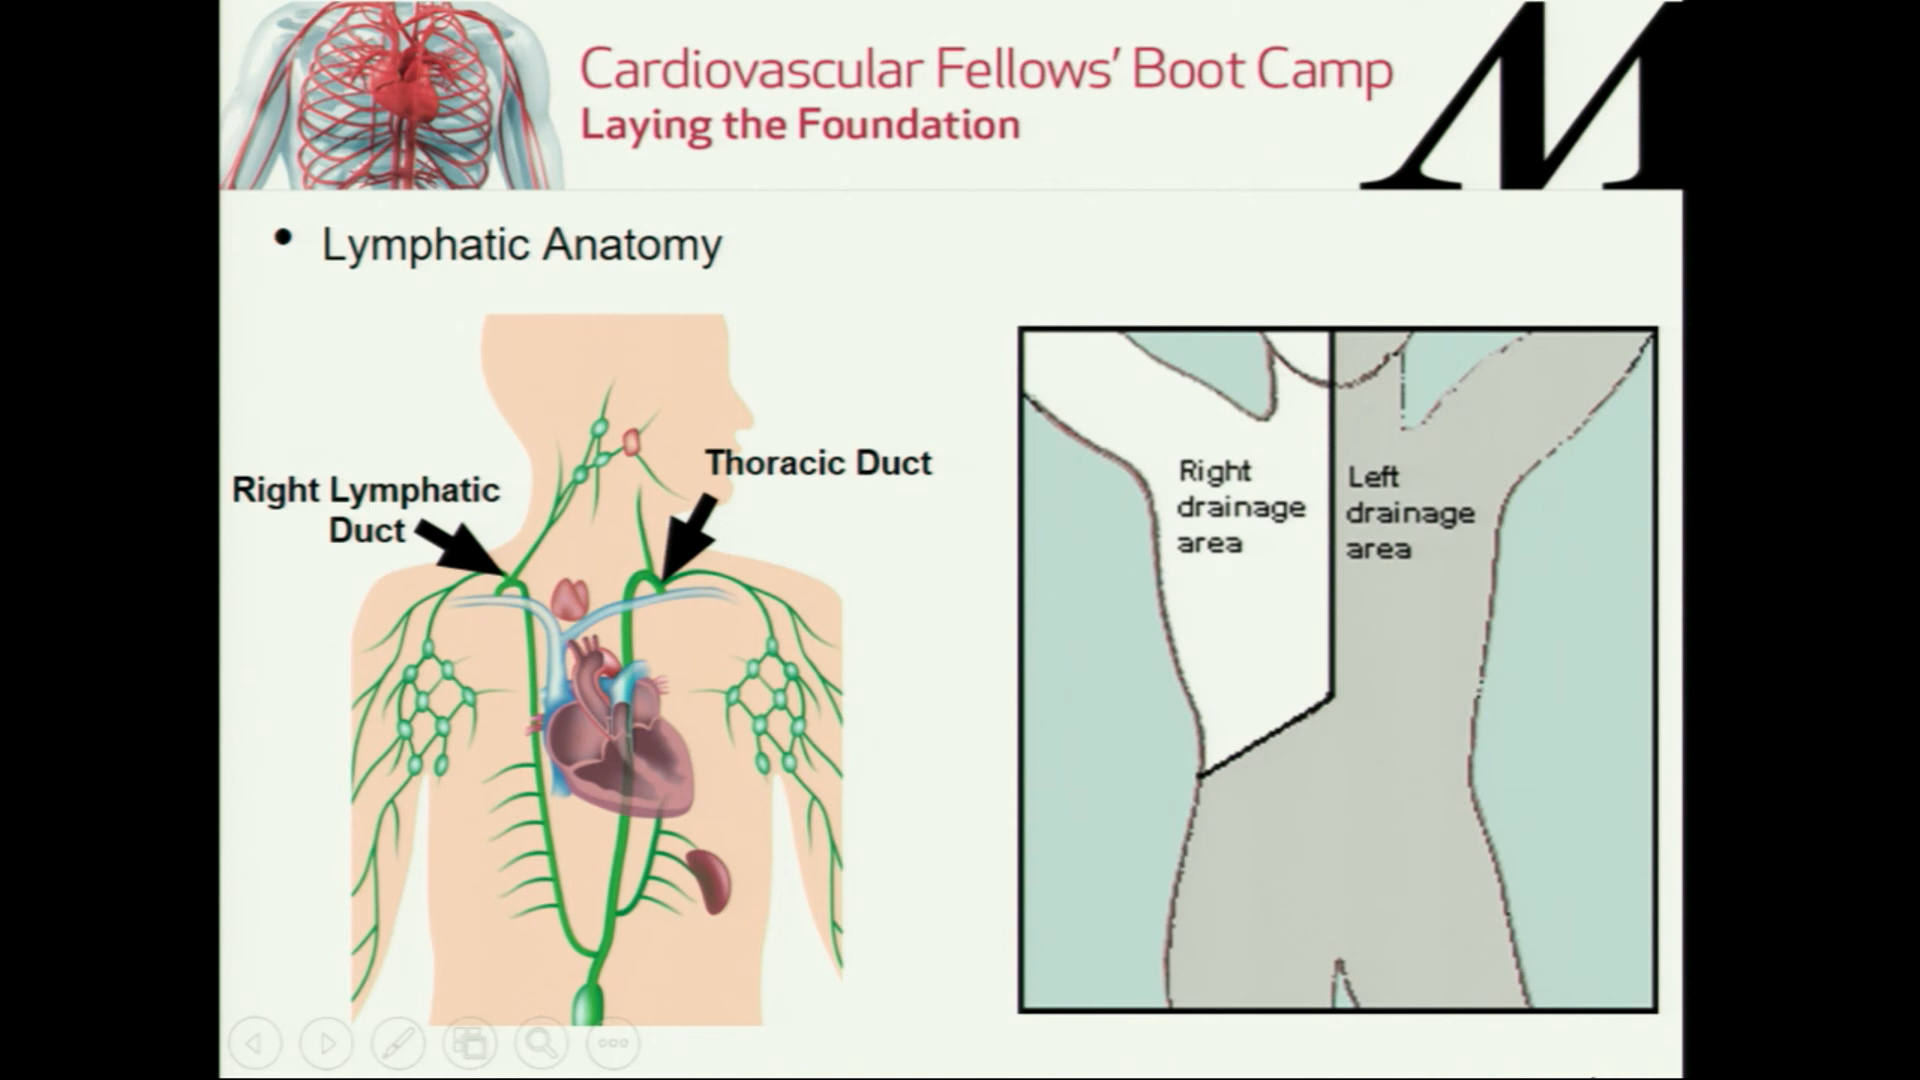 Cardiovascular Fellows' Boot Camp
Laying the Foundation
M
• Lymphatic Anatomy
Right Lymphatic
Duct
Thoracic Duct
Right
drainage
area
Left
drainage
area